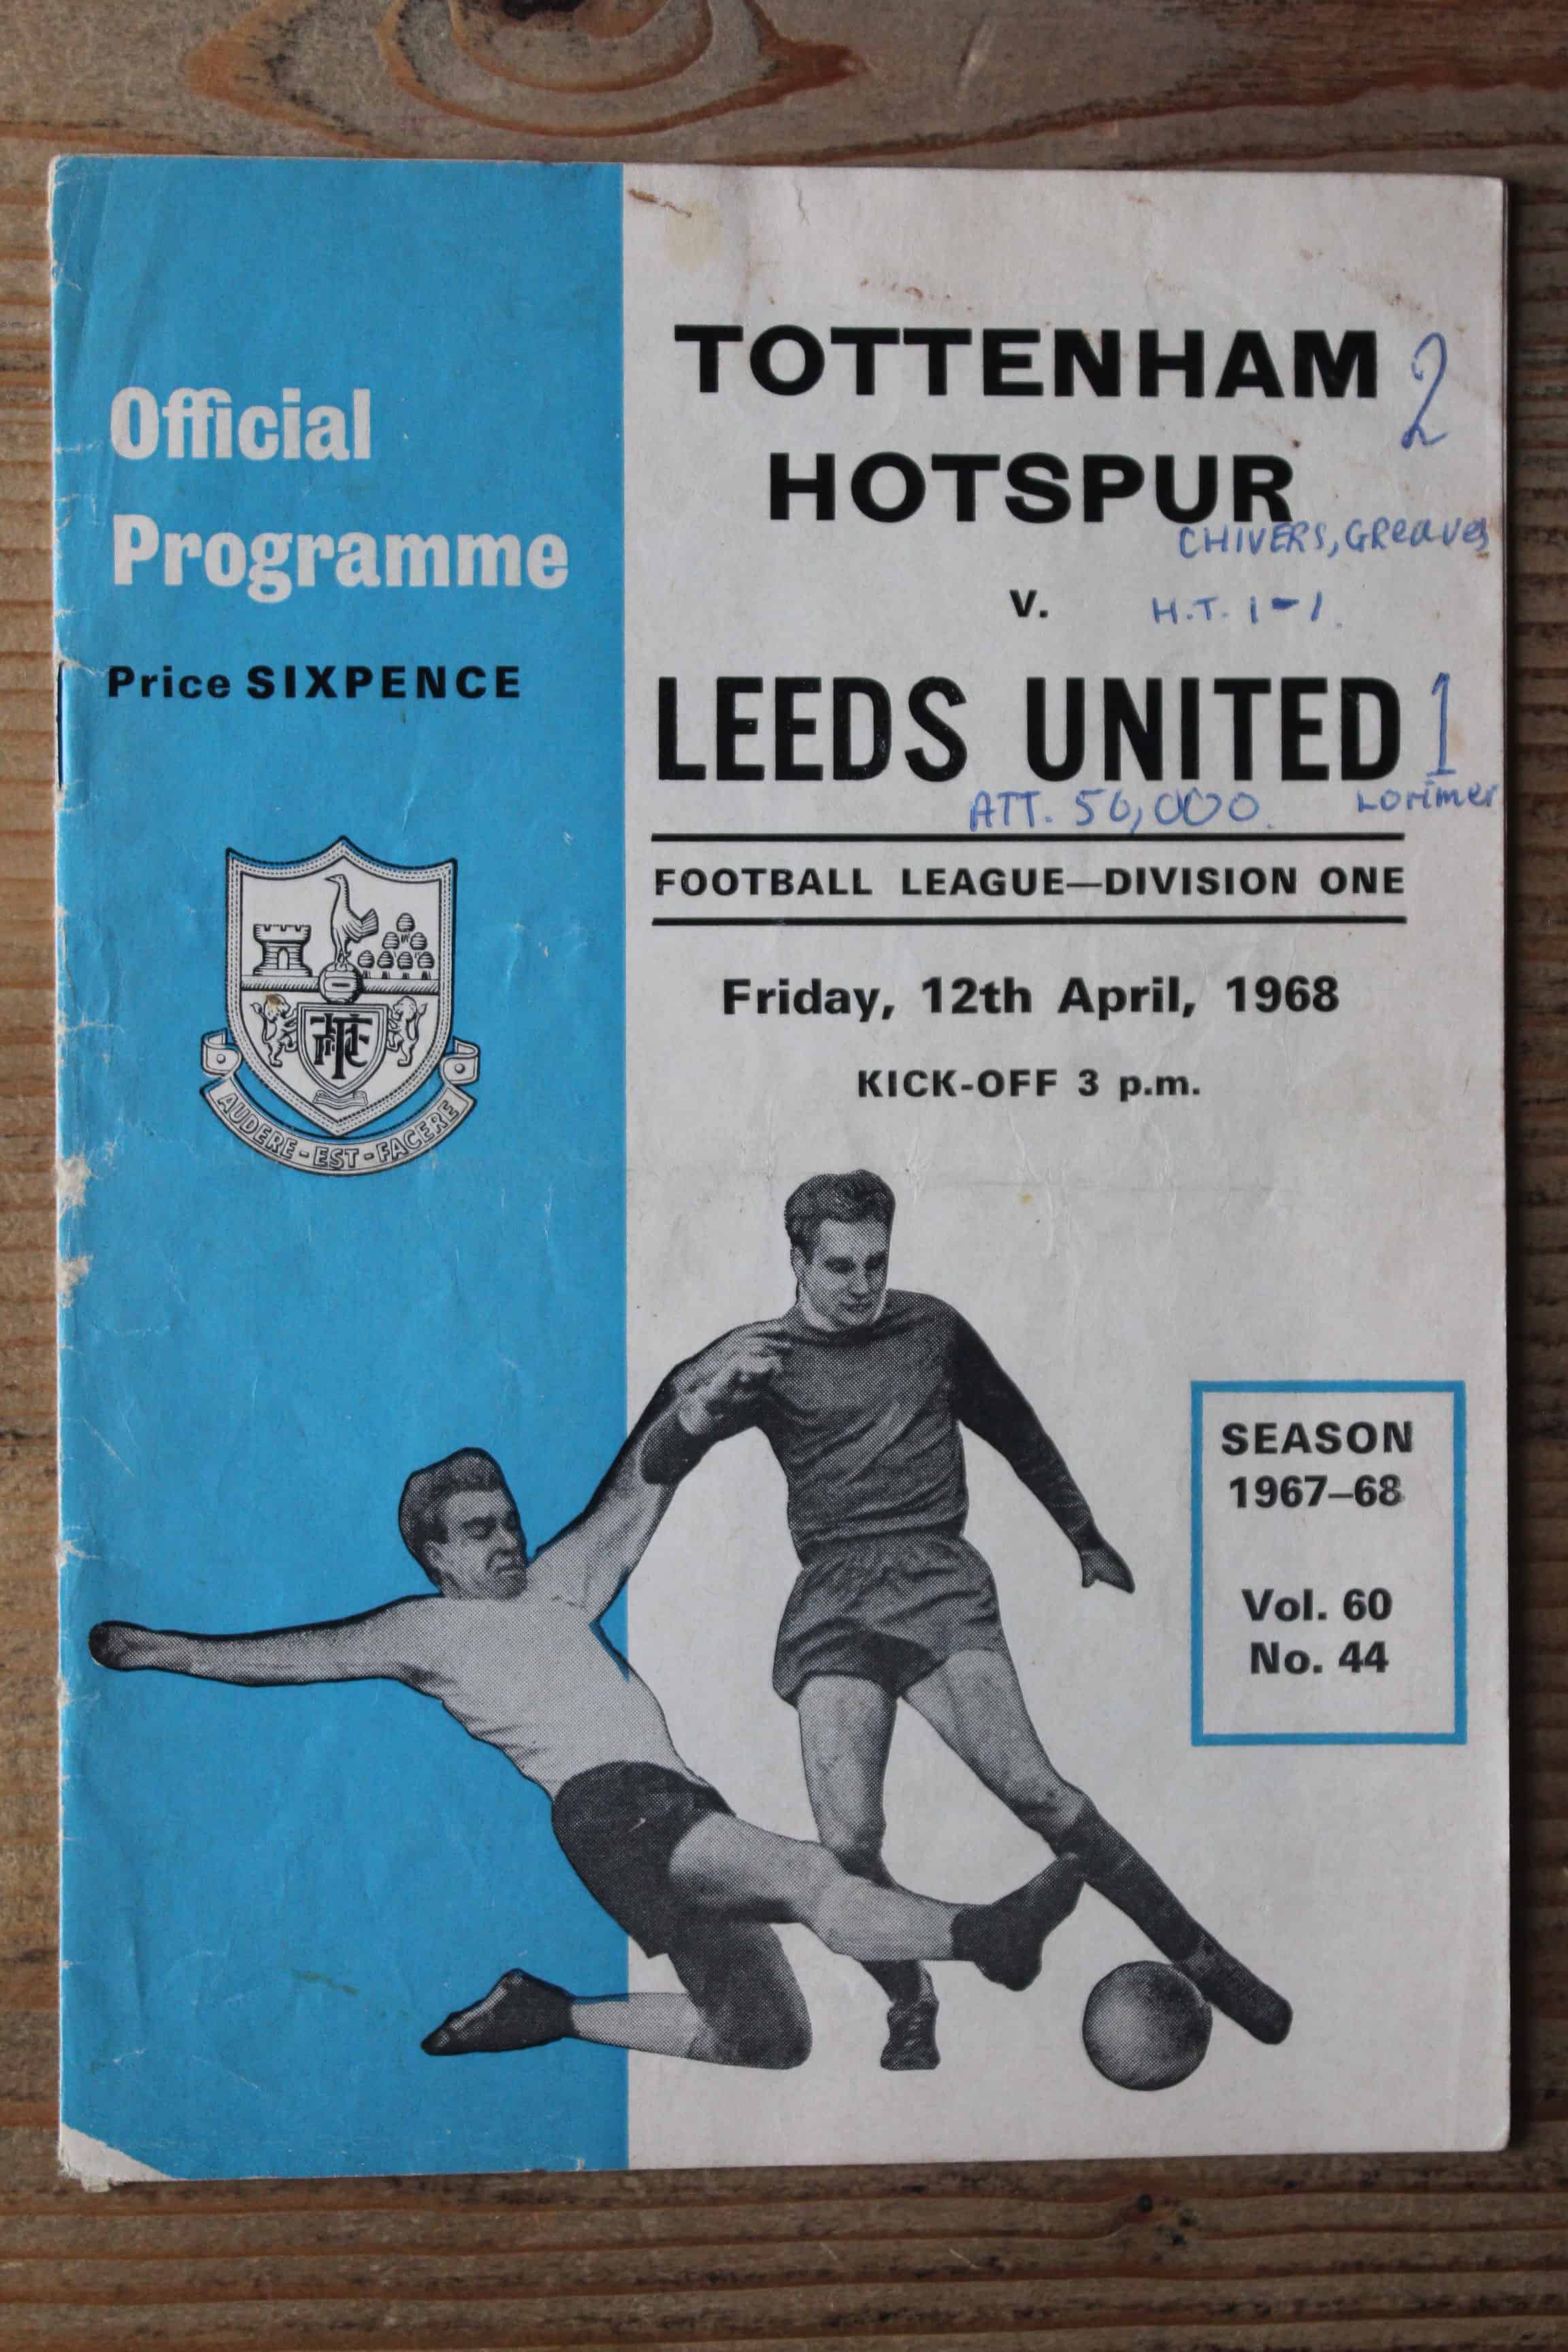 Official
Programme
Price SIXPENCE
AUDERE - EST - FACERE
TOTTENHAM 2
HOTSPUR
CHIVERS, GREAVES
V. H.T. 1-1.
LEEDS UNITED 1
ATT. 50,000. Lorimer
FOOTBALL LEAGUE—DIVISION ONE
Friday, 12th April, 1968
KICK-OFF 3 p.m.
SEASON
1967–68
Vol. 60
No. 44